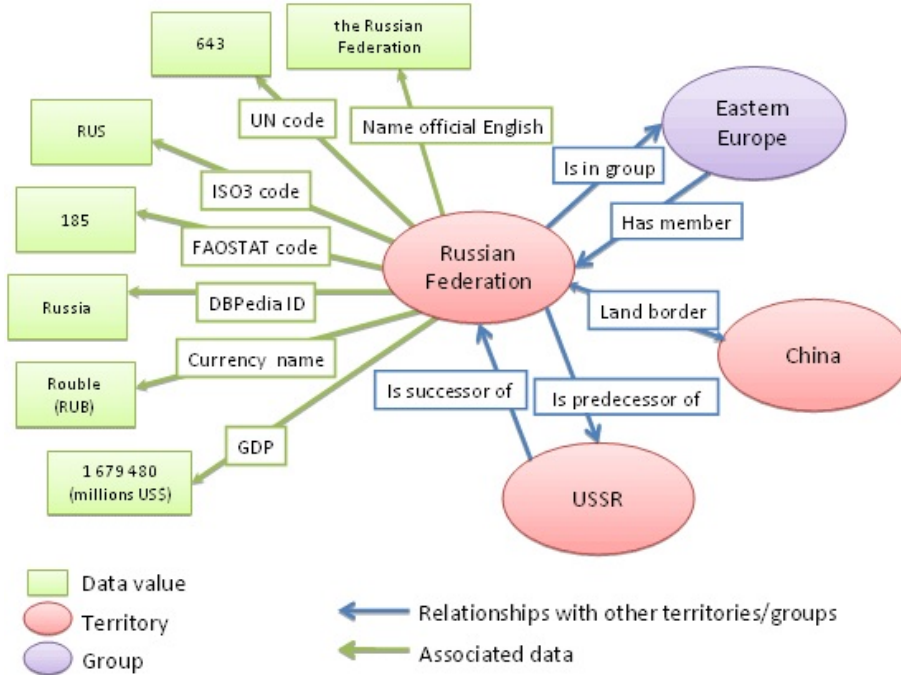 643
the Russian
Federation
RUS
UN code
Name official English
Eastern
Europe
Is in group
ISO3 code
185
FAOSTAT code
Has member
Russian
Federation
Russia
DBPedia ID
Land border
Currency name
China
Rouble
(RUB)
Is successor of
Is predecessor of
GDP
1 679 480
(millions US$)
USSR
Data value
Territory
Group
Relationships with other territories/groups
Associated data